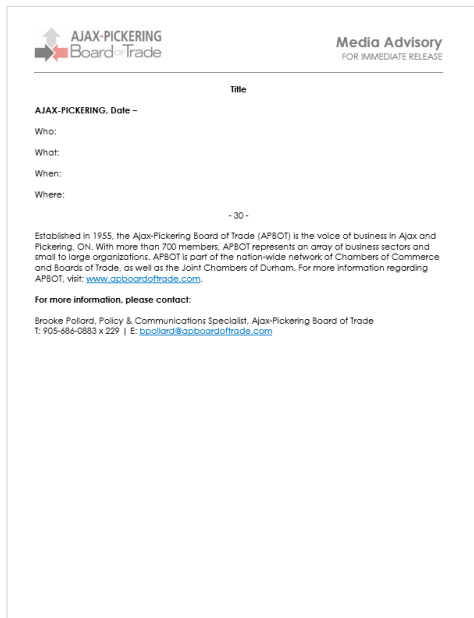 AJAX-PICKERING
Board OF Trade
Media Advisory
FOR IMMEDIATE RELEASE
Title
AJAX-PICKERING, Date –
Who:
What:
When:
Where:
- 30 -
Established in 1955, the Ajax-Pickering Board of Trade (APBOT) is the voice of business in Ajax and
Pickering, ON. With more than 700 members, APBOT represents an array of business sectors and
small to large organizations. APBOT is part of the nation-wide network of Chambers of Commerce
and Boards of Trade, as well as the Joint Chambers of Durham. For more information regarding
APBOT, visit: www.apboardoftrade.com.
For more information, please contact:
Brooke Pollard, Policy & Communications Specialist, Ajax-Pickering Board of Trade
T: 905-686-0883 x 229 | E: bpollard@apboardoftrade.com